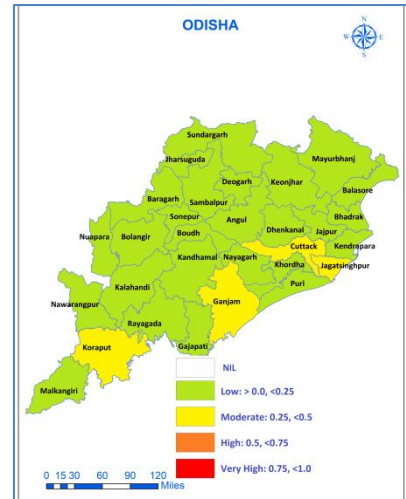 ODISHA
N
W E
S
Sundargarh
Jharsuguda
Mayurbhanj
Deogarh
Keonjhar
Balasore
Baragarh
Sambalpur
Bhadrak
Sonepur
Angul
Dhenkanal
Jajpur
Nuapara
Bolangir
Boudh
Cuttack
Kendrapara
Kandhamal
Nayagarh
Khordha
Jagatsinghpur
Kalahandi
Puri
Nawarangpur
Ganjam
Rayagada
Koraput
Gajapati
Malkangiri
NIL
Low: > 0.0, <0.25
Moderate: 0.25, <0.5
High: 0.5, <0.75
Very High: 0.75, <1.0
0 15 30 60 90 120
Miles